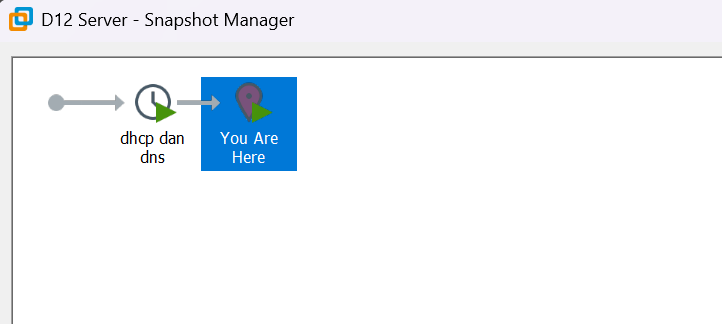 D12 Server - Snapshot Manager
dhcp dan
dns
You Are
Here